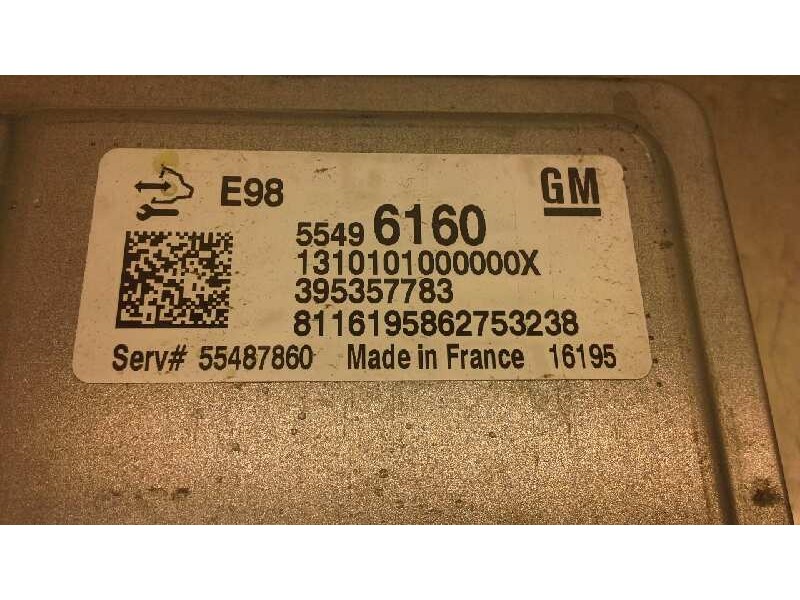 E98
GM
5549 6160
1310101000000X
395357783
8116195862753238
Serv# 55487860 Made in France 16195